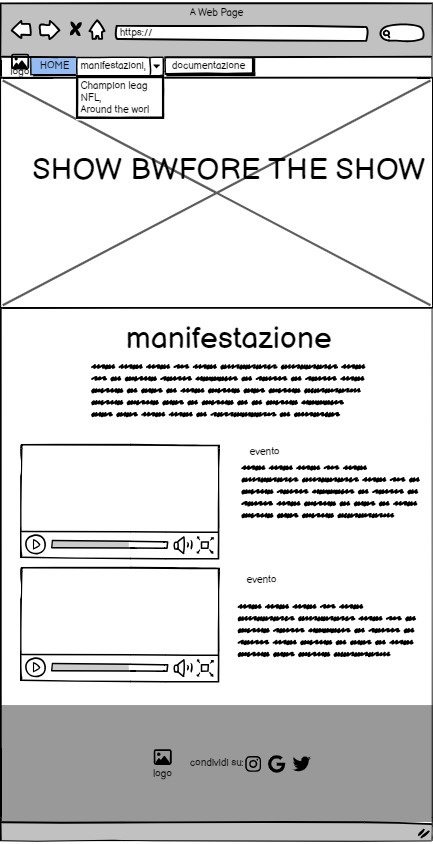 A Web Page
https://
logo
HOME
manifestazioni,
documentazione
Champion leag
NFL,
Around the worl
SHOW BWFORE THE SHOW
manifestazione
evento
evento
logo
condividi su: